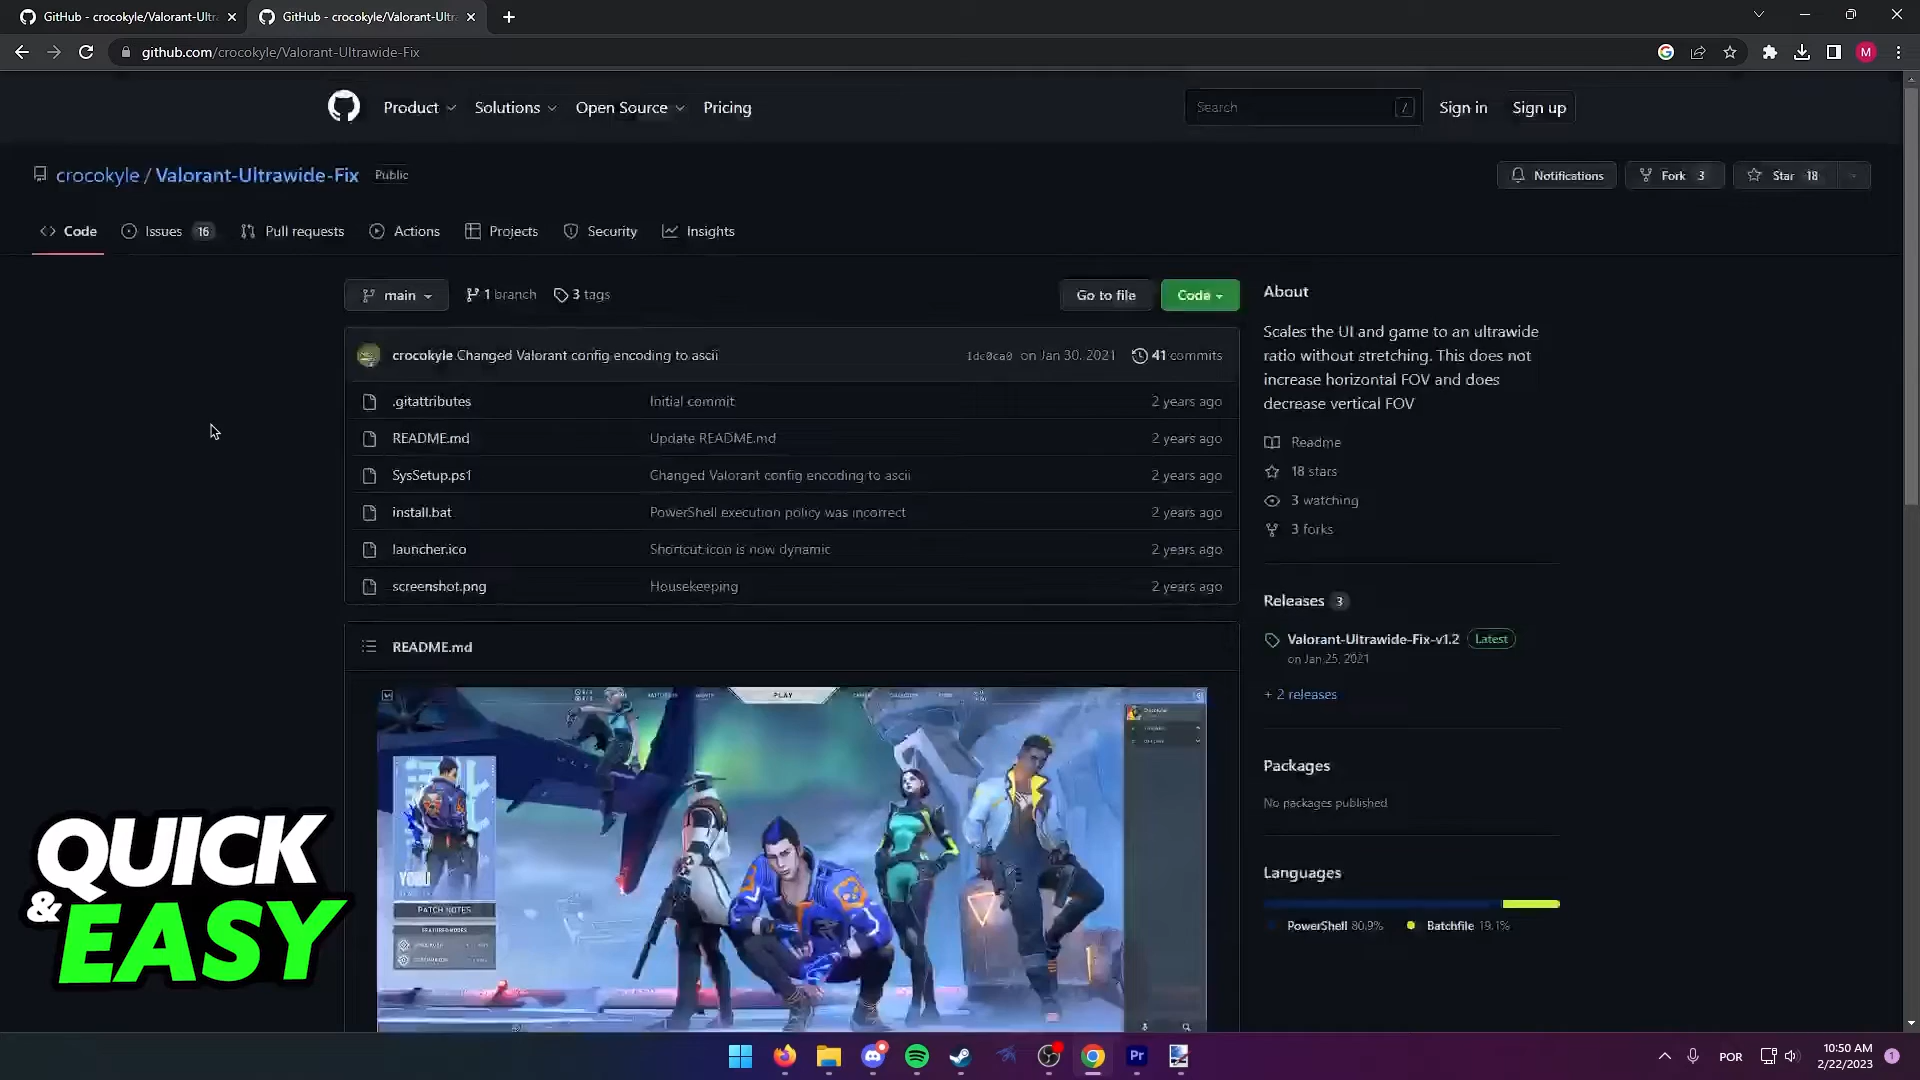 GitHub - crocokyle/Valorant-Ultr
GitHub - crocokyle/Valorant-Ultr
github.com/crocokyle/Valorant-Ultrawide-Fix
M
Product
Solutions
Open Source
Pricing
Search
/
Sign in
Sign up
crocokyle / Valorant-Ultrawide-Fix
Public
Notifications
Fork 3
Star 18
Code
Issues 16
Pull requests
Actions
Projects
Security
Insights
main
1 branch
3 tags
Go to file
Code
crocokyle Changed Valorant config encoding to ascii
1dc0ca0 on Jan 30, 2021
41 commits
.gitattributes Initial commit 2 years ago
README.md Update README.md 2 years ago
SysSetup.ps1 Changed Valorant config encoding to ascii 2 years ago
install.bat PowerShell execution policy was incorrect 2 years ago
launcher.ico Shortcut icon is now dynamic 2 years ago
screenshot.png Housekeeping 2 years ago
README.md
PLAY
PATCH NOTES
FEATURED MODES
About
Scales the UI and game to an ultrawide
ratio without stretching. This does not
increase horizontal FOV and does
decrease vertical FOV
Readme
18 stars
3 watching
3 forks
Releases 3
Valorant-Ultrawide-Fix-v1.2 Latest
on Jan 25, 2021
+ 2 releases
Packages
No packages published
Languages
PowerShell 80.9%
Batchfile 19.1%
QUICK
& EASY
Pr
POR
10:50 AM
2/22/2023
1